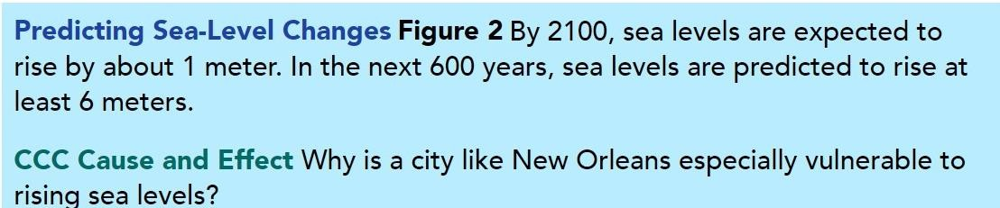 Predicting Sea-Level Changes Figure 2 By 2100, sea levels are expected to
rise by about 1 meter. In the next 600 years, sea levels are predicted to rise at
least 6 meters.
CCC Cause and Effect Why is a city like New Orleans especially vulnerable to
rising sea levels?